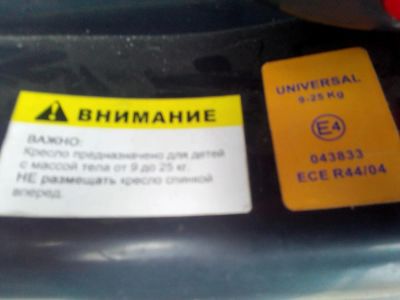 ВНИМАНИЕ
ВАЖНО:
Кресло предназначено для детей
с массой тела от 9 до 25 кг.
НЕ размещать кресло спинкой
вперед.
UNIVERSAL
9-25 Kg
E4
043833
ECE R44/04